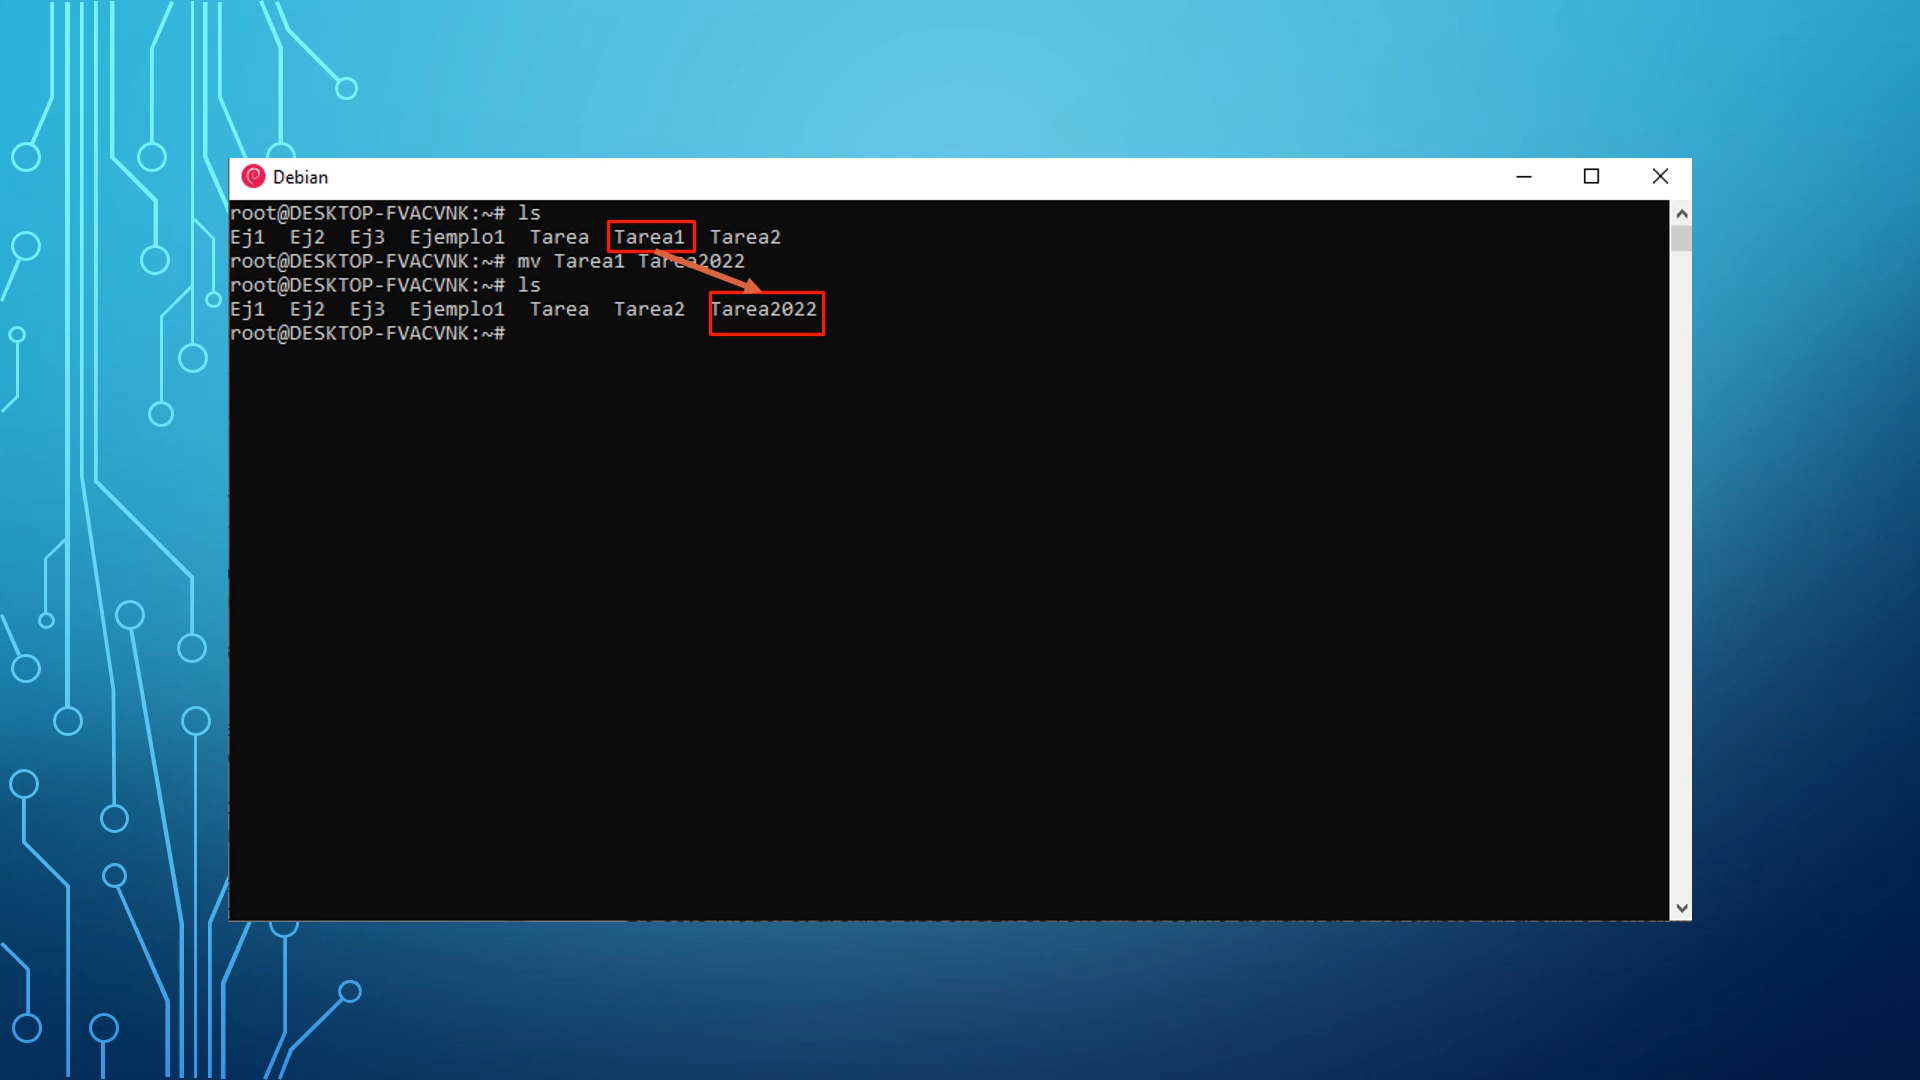 Debian
root@DESKTOP-FVACVNK:~# ls
Ej1  Ej2  Ej3  Ejemplo1  Tarea  Tarea1  Tarea2
root@DESKTOP-FVACVNK:~# mv Tarea1 Tarea2022
root@DESKTOP-FVACVNK:~# ls
Ej1  Ej2  Ej3  Ejemplo1  Tarea  Tarea2  Tarea2022
root@DESKTOP-FVACVNK:~#